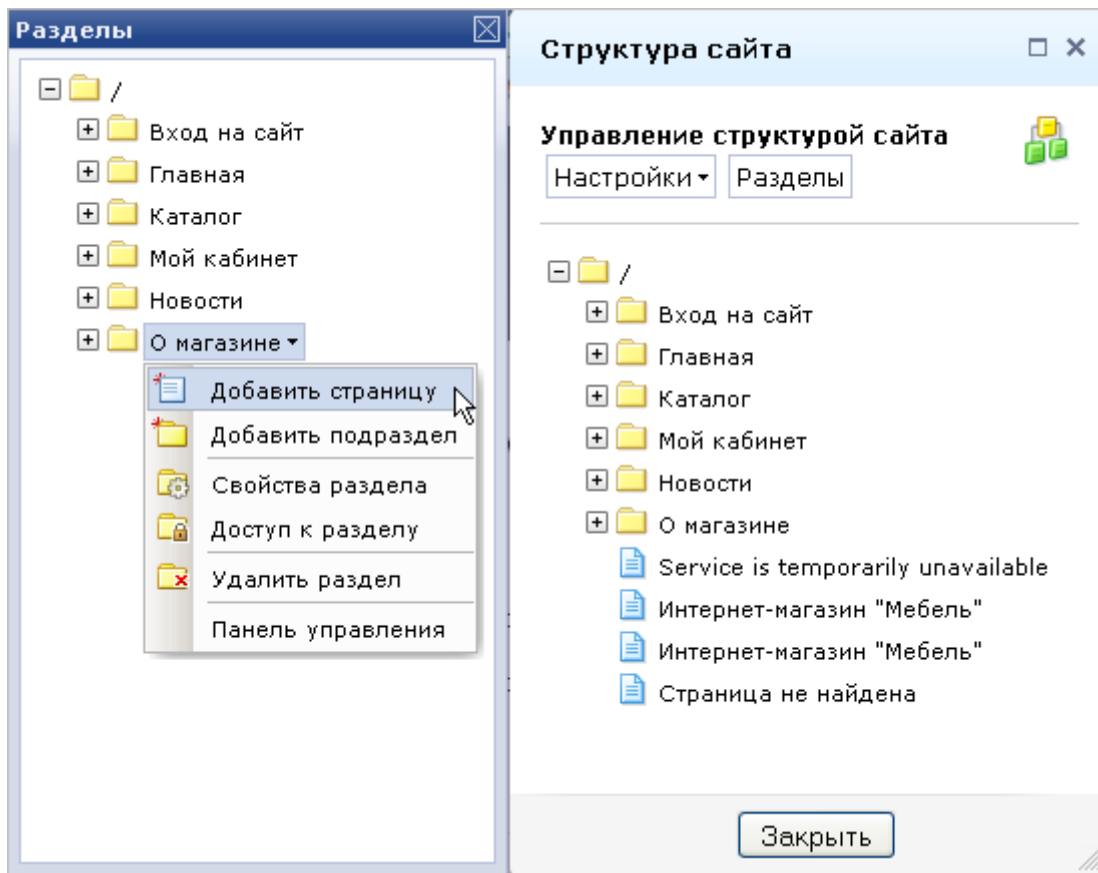 Разделы
/
Вход на сайт
Главная
Каталог
Мой кабинет
Новости
О магазине
Добавить страницу
Добавить подраздел
Свойства раздела
Доступ к разделу
Удалить раздел
Панель управления
Структура сайта
Управление структурой сайта
Настройки Разделы
/
Вход на сайт
Главная
Каталог
Мой кабинет
Новости
О магазине
Service is temporarily unavailable
Интернет-магазин "Мебель"
Интернет-магазин "Мебель"
Страница не найдена
Закрыть